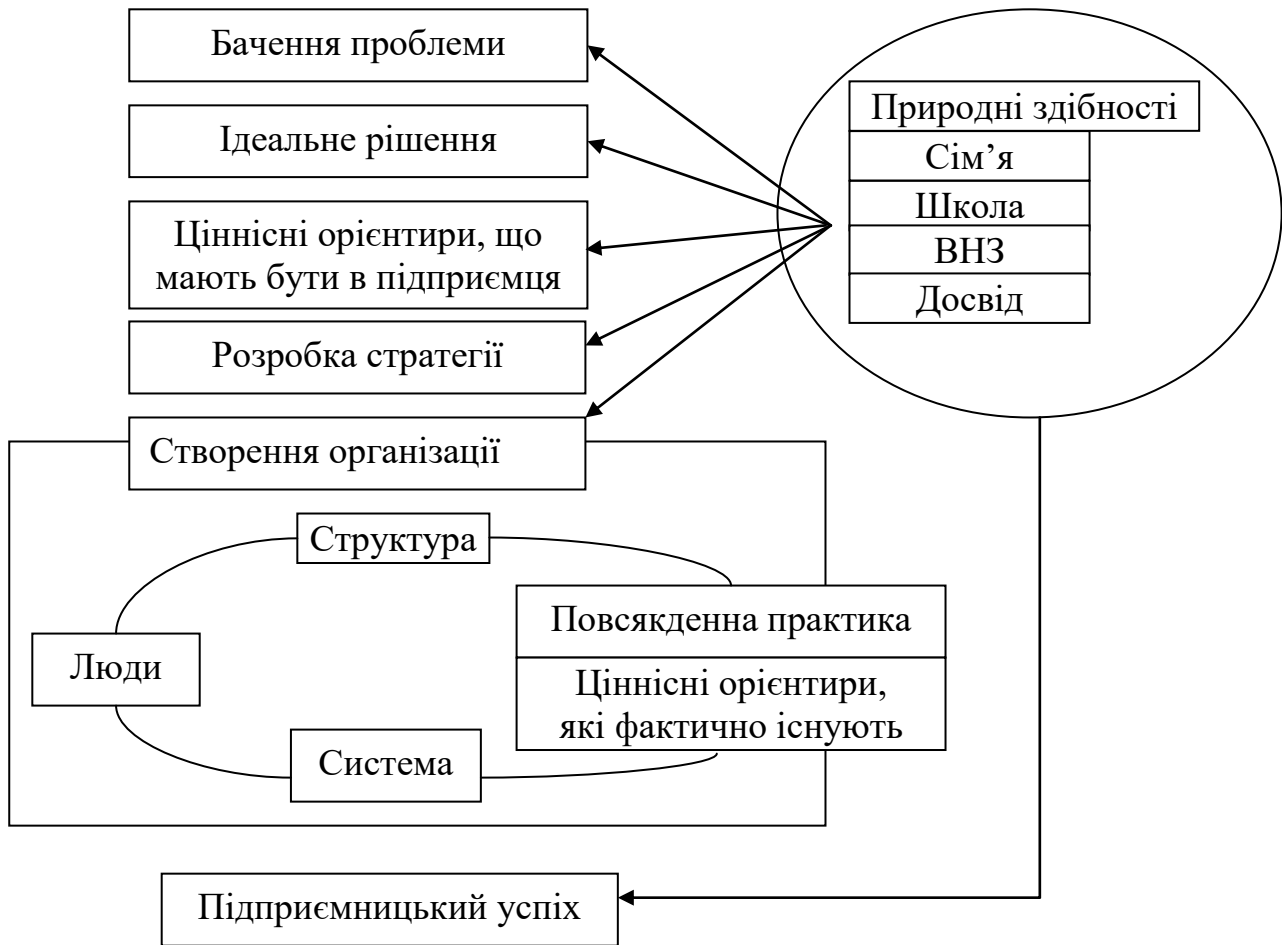 Бачення проблеми
Ідеальне рішення
Ціннісні орієнтири, що
мають бути в підприємця
Розробка стратегії
Створення організації
Природні здібності
Сім’я
Школа
ВНЗ
Досвід
Структура
Люди
Повсякденна практика
Ціннісні орієнтири,
які фактично існують
Система
Підприємницький успіх